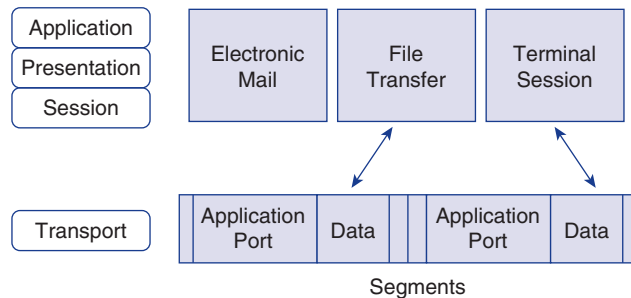 Application
Presentation
Session
Electronic
Mail
File
Transfer
Terminal
Session
Transport
Application
Port
Data
Application
Port
Data
Segments